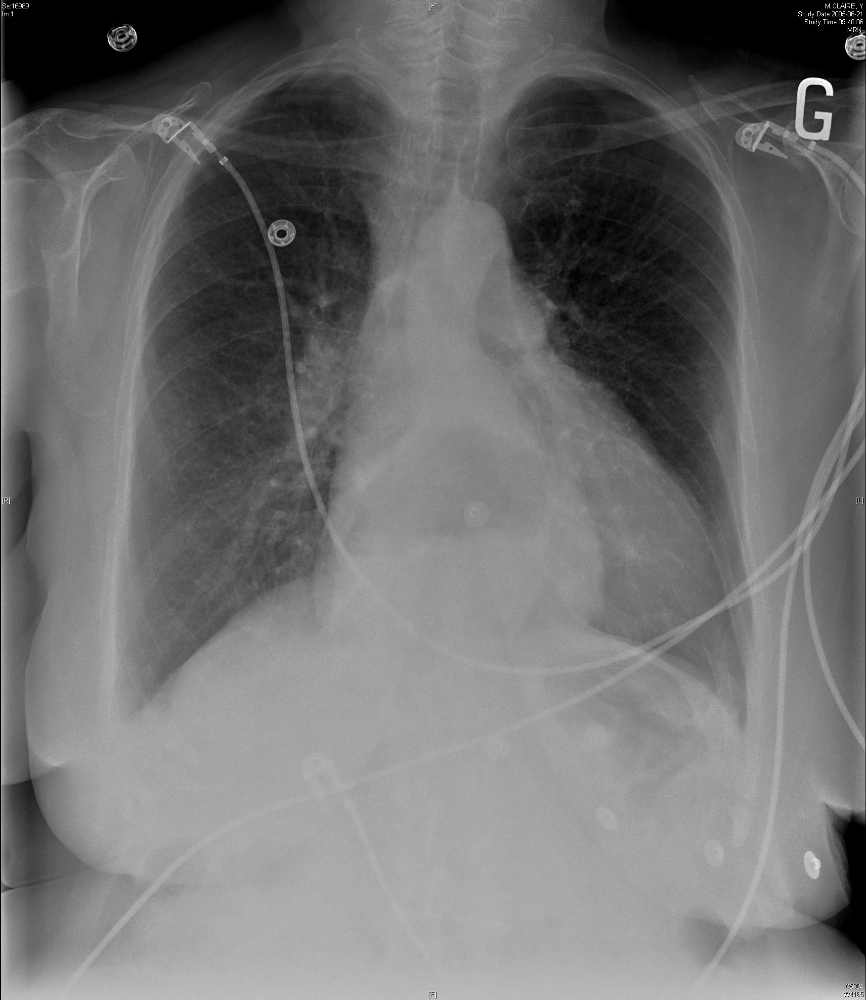 Se:16989
Im:1
[H]
M.CLAIRE, Y
Study Date:2005-06-21
Study Time:09:40:06
MRN:
G
[R]
[L]
[F]
C5904
W4165